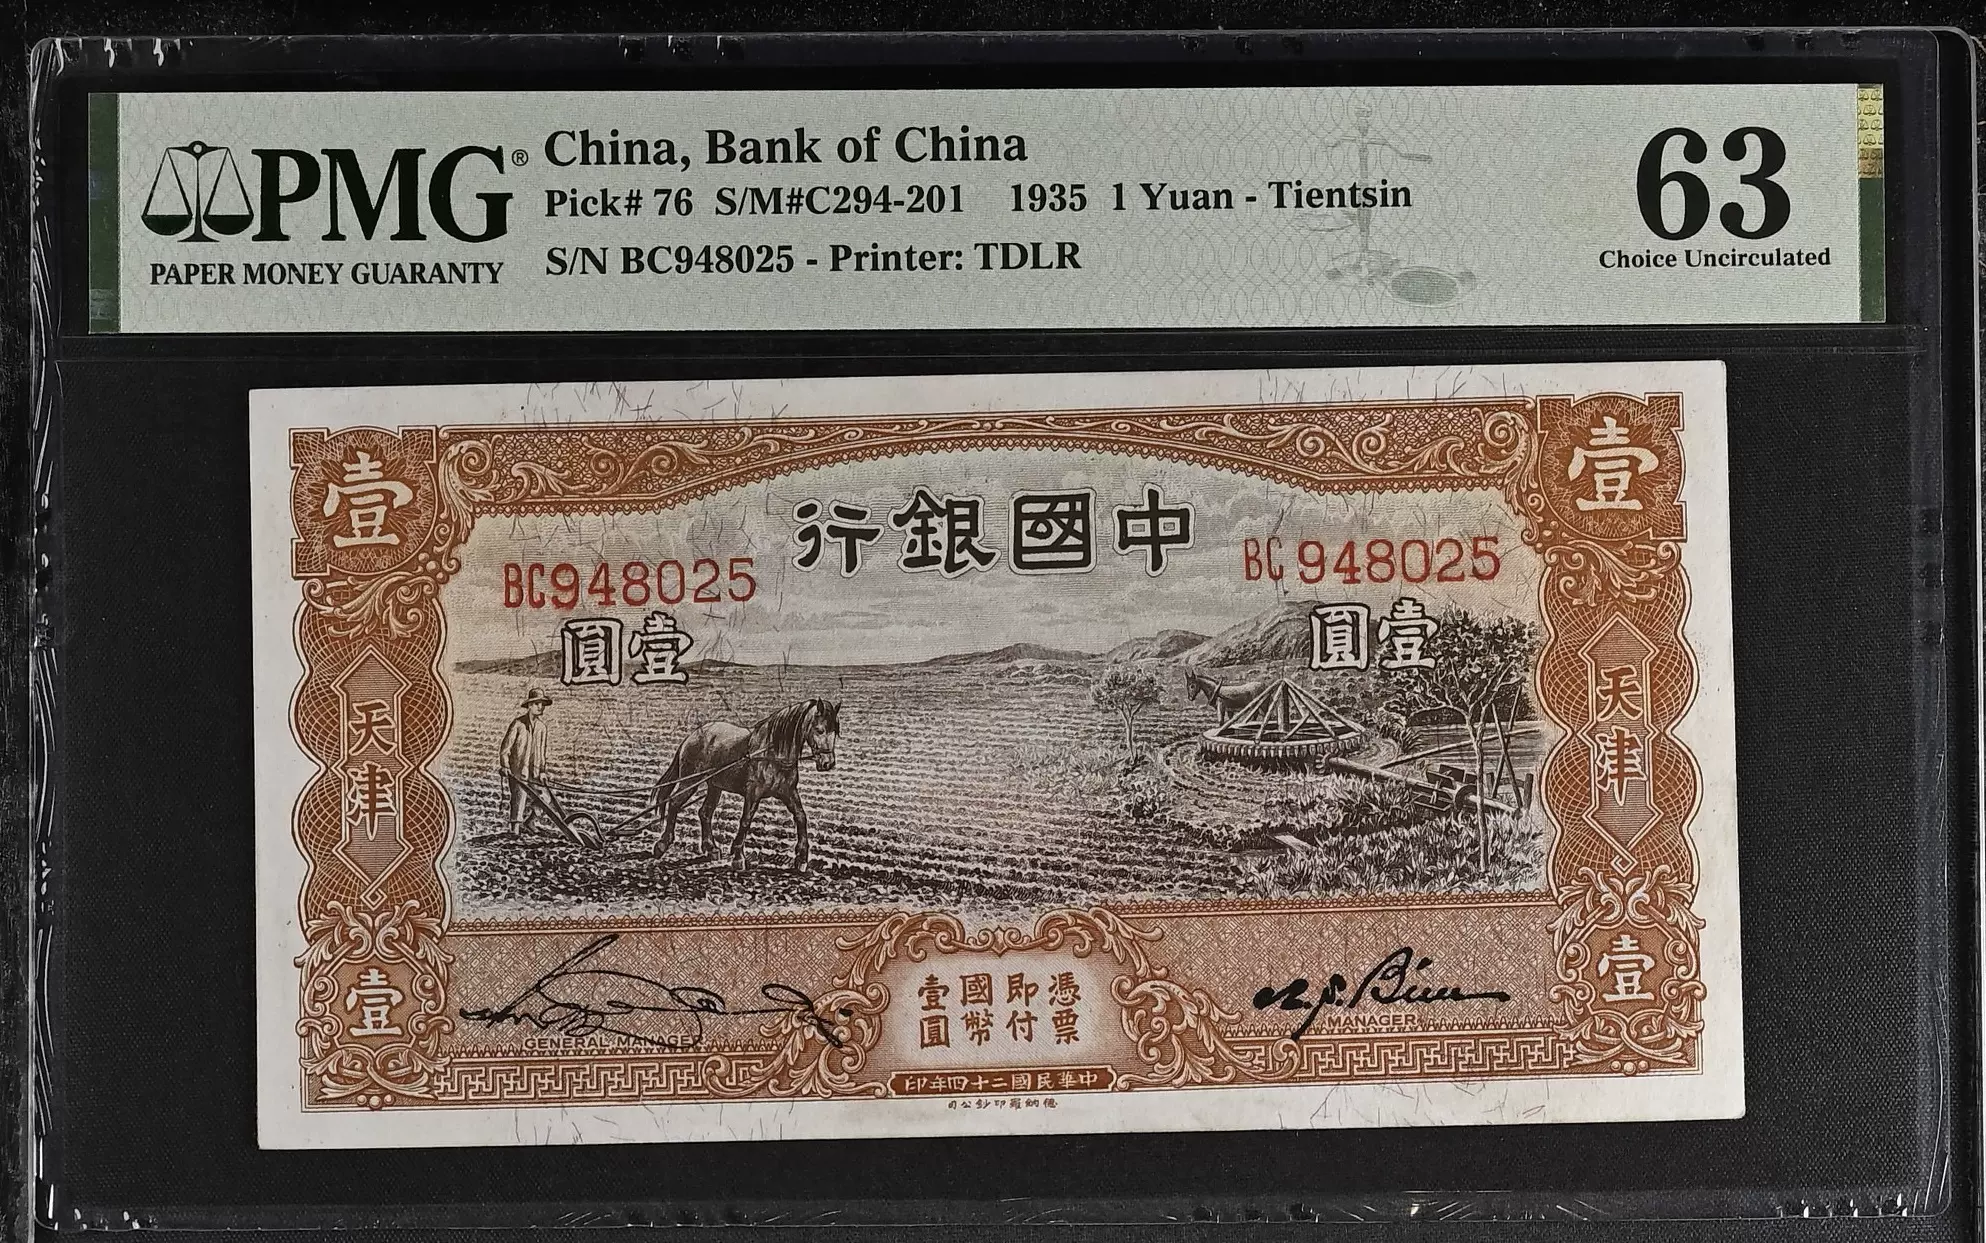 PMG®
PAPER MONEY GUARANTY
China, Bank of China
Pick# 76 S/M#C294-201 1935 1 Yuan - Tientsin
S/N BC948025 - Printer: TDLR
63
Choice Uncirculated
壹
壹
行銀國中
BC948025
BC948025
圓壹
圓壹
天津
天津
壹
壹
憑票
即付
國幣
壹圓
GENERAL MANAGER
MANAGER
印年四十二國民華中
司公鈔印羅納德